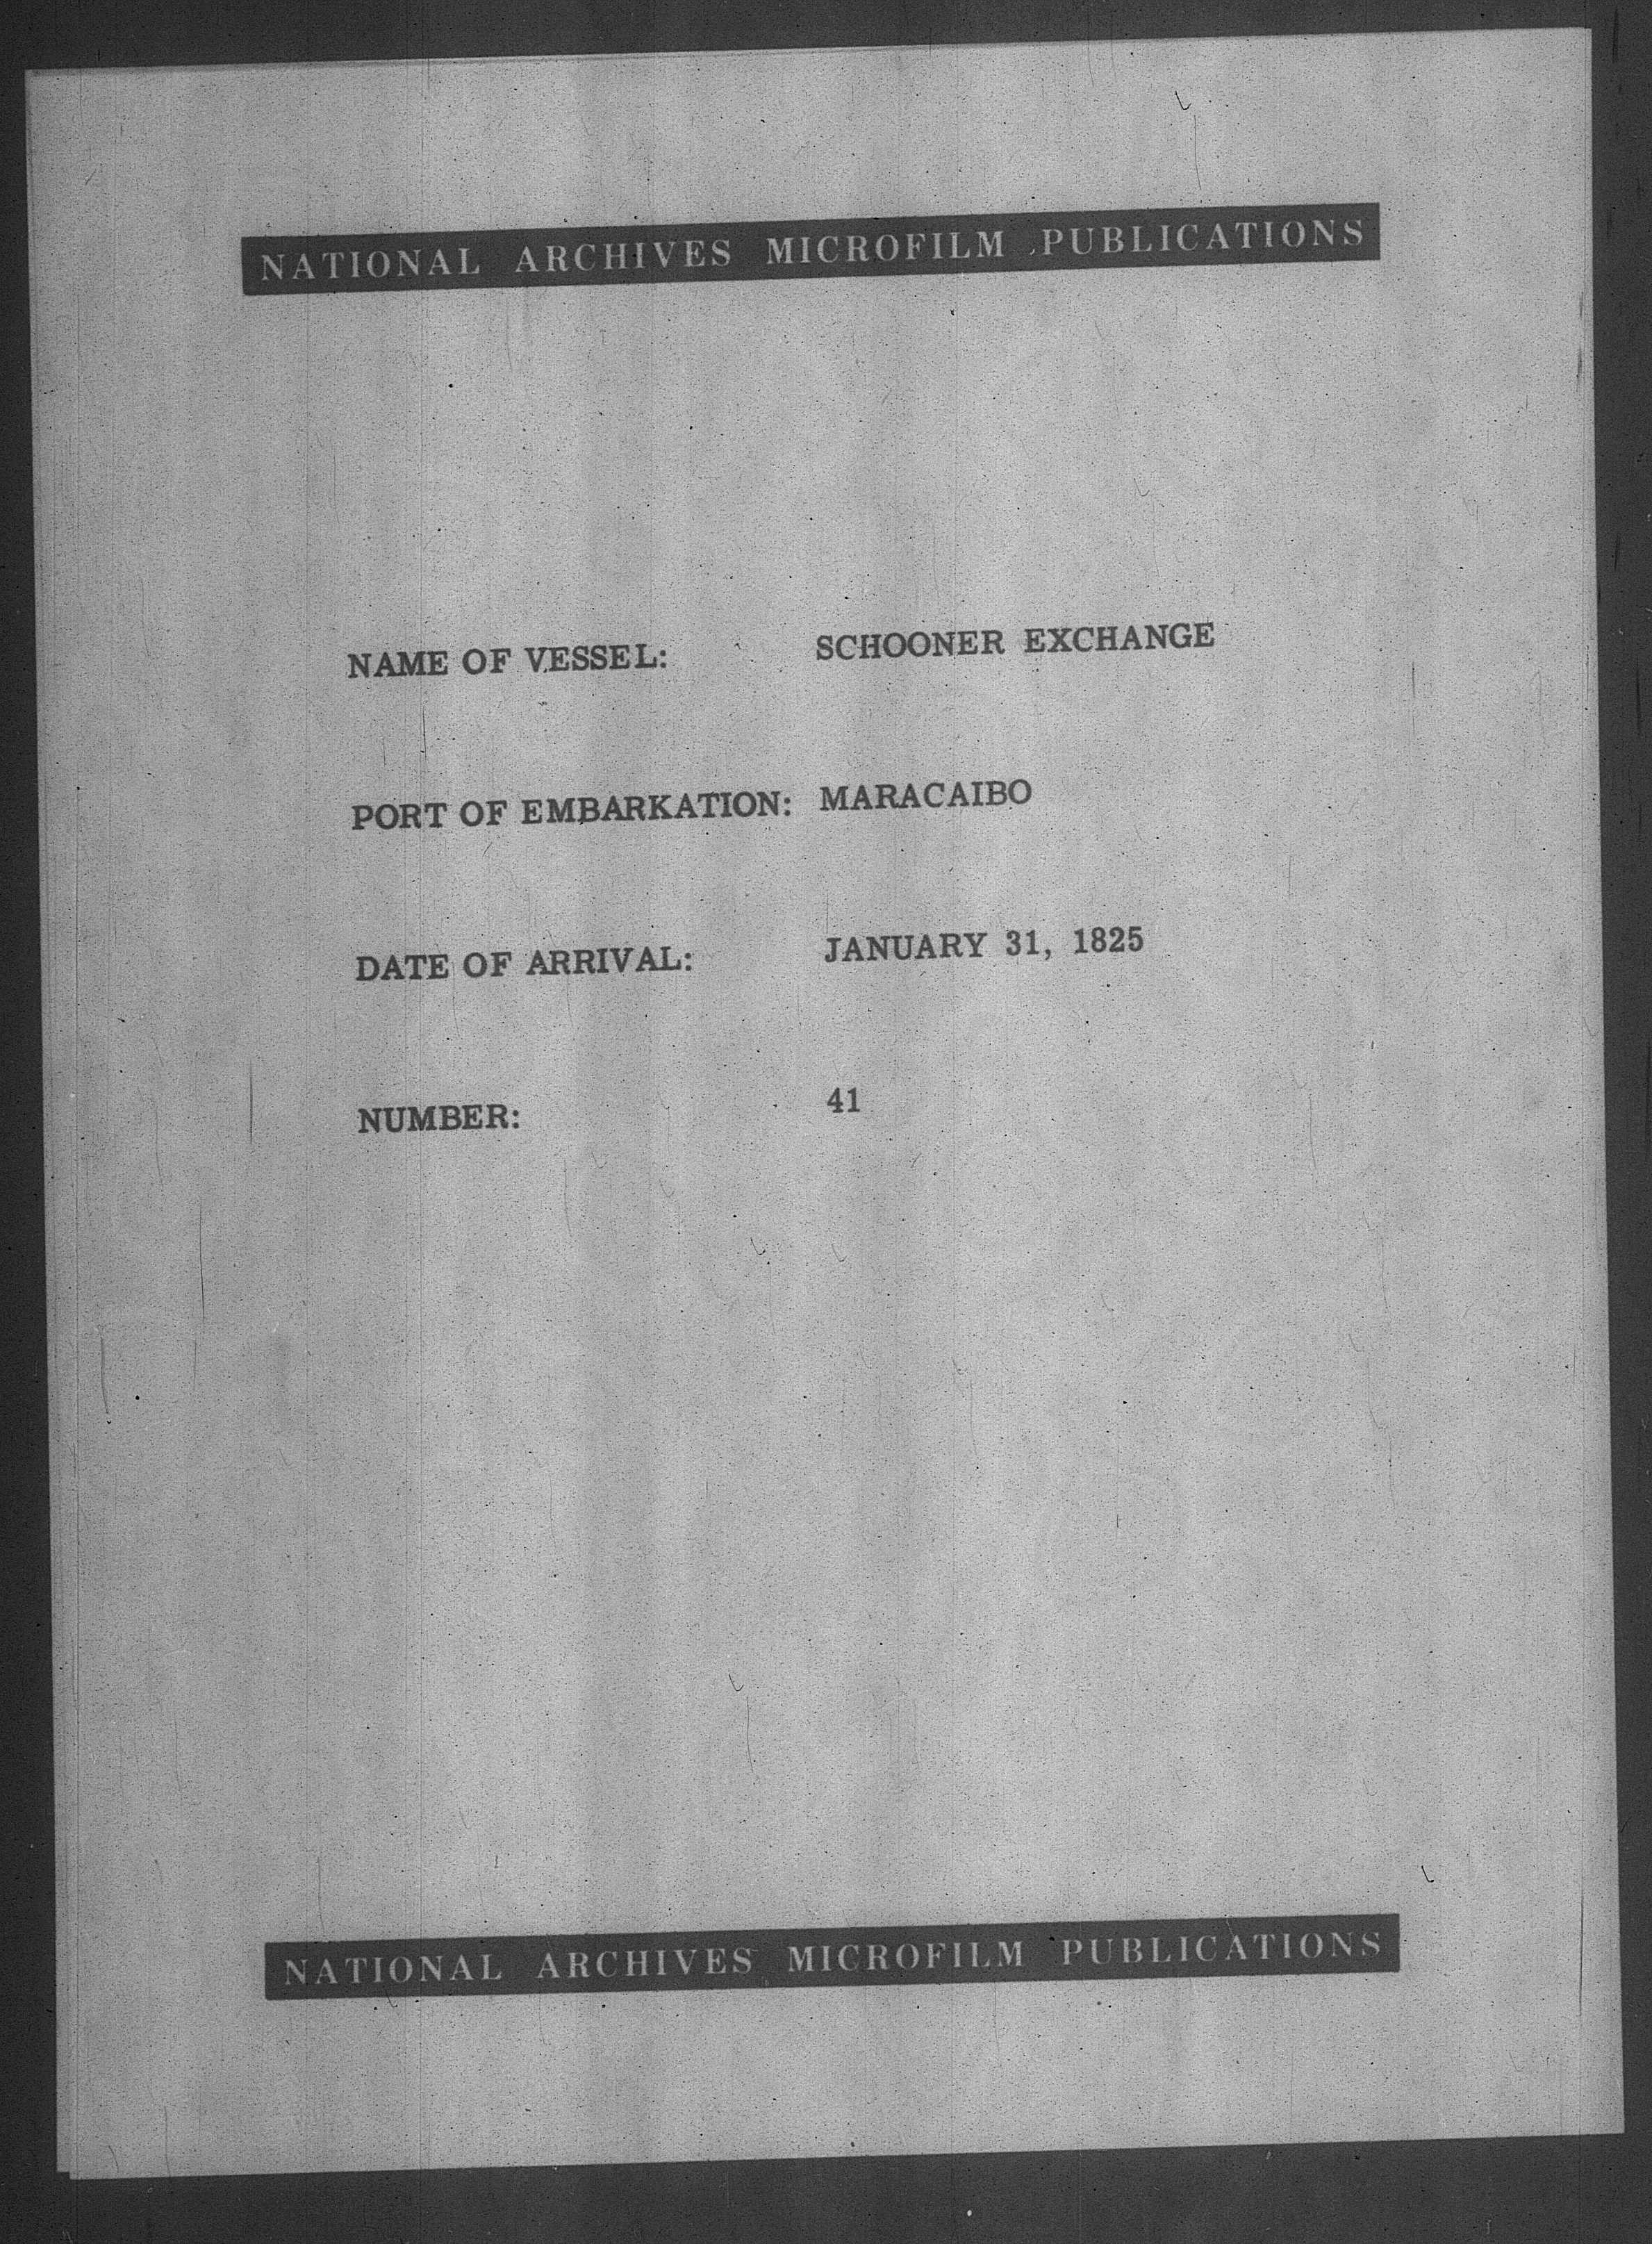 NATIONAL ARCHIVES MICROFILM PUBLICATIONS
NAME OF VESSEL: SCHOONER EXCHANGE
PORT OF EMBARKATION: MARACAIBO
DATE OF ARRIVAL: JANUARY 31, 1825
NUMBER: 41
NATIONAL ARCHIVES MICROFILM PUBLICATIONS